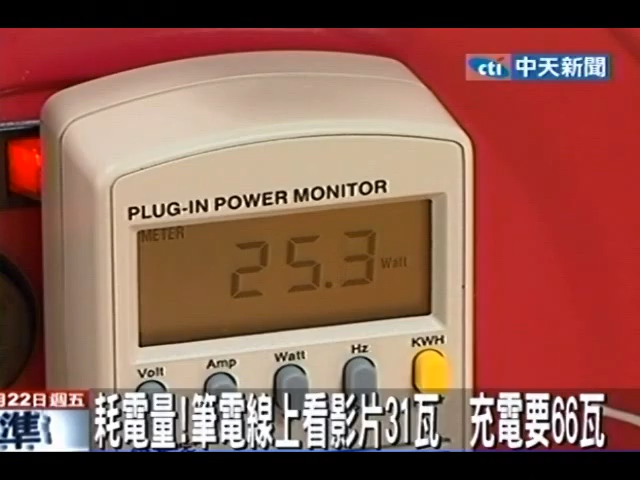 cti 中天新聞
PLUG-IN POWER MONITOR
METER
25.3 Watt
Volt Amp Watt Hz KWH
22日週五
準
耗電量!筆電線上看影片31瓦 充電要66瓦